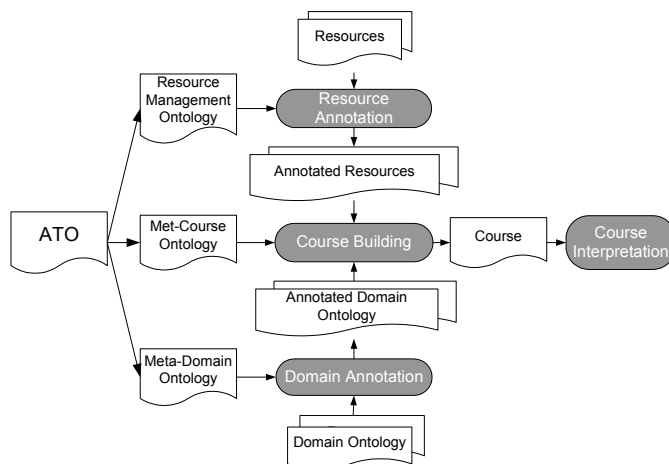 Resources
Resource
Management
Ontology
Resource
Annotation
Annotated Resources
ATO
Met-Course
Ontology
Course Building
Course
Course
Interpretation
Annotated Domain
Ontology
Meta-Domain
Ontology
Domain Annotation
Domain Ontology